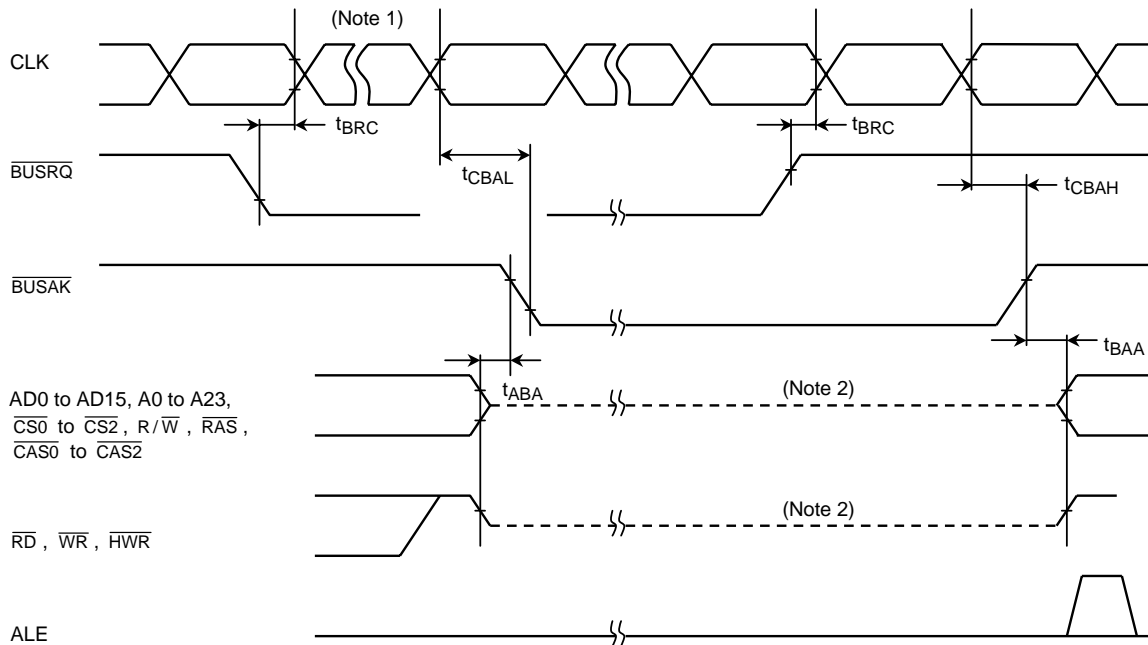 (Note 1)
CLK
tBRC
tBRC
BUSRQ
tCBAL
tCBAH
BUSAK
tBAA
tABA
(Note 2)
AD0 to AD15, A0 to A23,
CS0 to CS2 , R / W , RAS ,
CAS0 to CAS2
(Note 2)
RD , WR , HWR
ALE